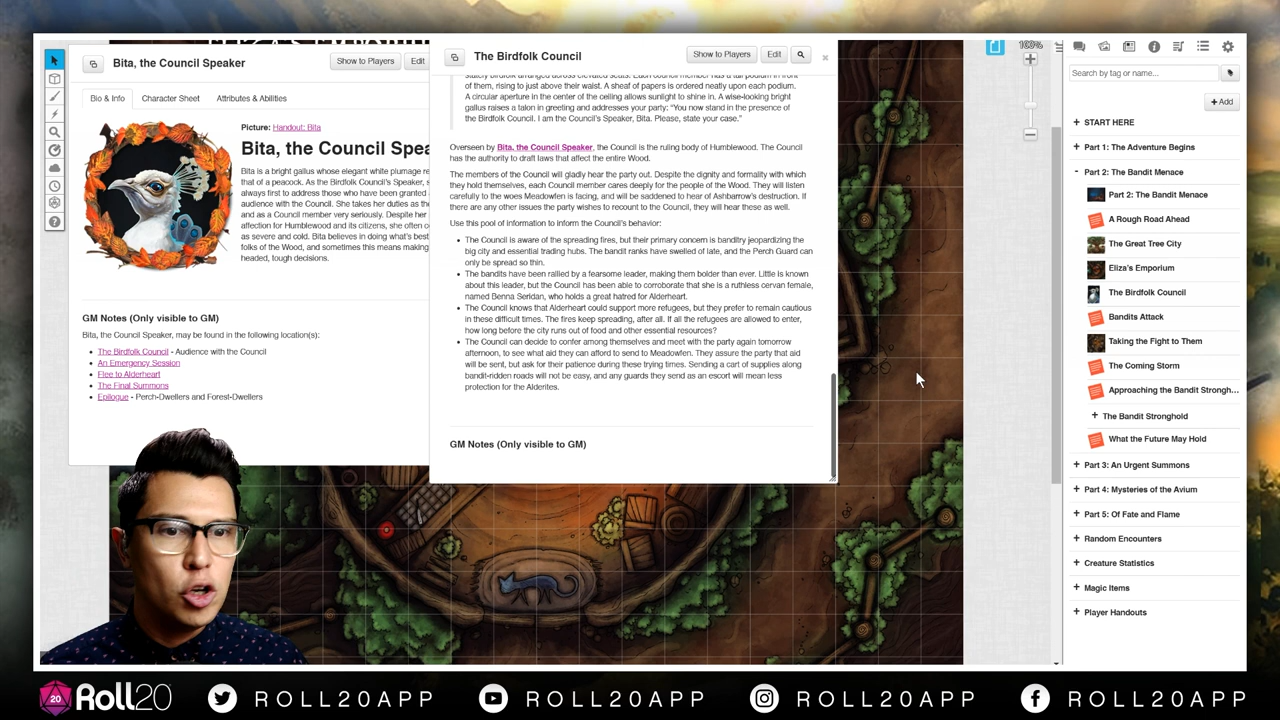 Bita, the Council Speaker
Show to Players
Edit
Bio & Info
Character Sheet
Attributes & Abilities
Picture: Handout: Bita
Bita, the Council Spea
Bita is a bright gallus whose elegant white plumage re
that of a peacock. As the Birdfolk Council's Speaker, s
always first to address those who have been granted
audience with the Council. She takes her duties as the
and as a Council member very seriously. Despite her
affection for Humblewood and its citizens, she often c
as severe and cold. Bita believes in doing what's best
folks of the Wood, and sometimes this means making
headed, tough decisions.
GM Notes (Only visible to GM)
Bita, the Council Speaker, may be found in the following location(s):
The Birdfolk Council - Audience with the Council
An Emergency Session
Flee to Alderheart
The Final Summons
Epilogue - Perch-Dwellers and Forest-Dwellers
The Birdfolk Council
Show to Players
Edit
stately birdfolk arranged across elevated seats. Each council member has a tall podium in front
of them, rising to just above their waist. A sheaf of papers is ordered neatly upon each podium.
A circular aperture in the center of the ceiling allows sunlight to shine in. A wise-looking bright
gallus raises a talon in greeting and addresses your party: "You now stand in the presence of
the Birdfolk Council. I am the Council's Speaker, Bita. Please, state your case."
Overseen by Bita, the Council Speaker, the Council is the ruling body of Humblewood. The Council
has the authority to draft laws that affect the entire Wood.
The members of the Council will gladly hear the party out. Despite the dignity and formality with which
they hold themselves, each Council member cares deeply for the people of the Wood. They will listen
carefully to the woes Meadowfen is facing, and will be saddened to hear of Ashbarrow's destruction. If
there are any other issues the party wishes to recount to the Council, they will hear these as well.
Use this pool of information to inform the Council's behavior:
The Council is aware of the spreading fires, but their primary concern is banditry jeopardizing the
big city and essential trading hubs. The bandit ranks have swelled of late, and the Perch Guard can
only be spread so thin.
The bandits have been rallied by a fearsome leader, making them bolder than ever. Little is known
about this leader, but the Council has been able to corroborate that she is a ruthless cervan female,
named Benna Seridan, who holds a great hatred for Alderheart.
The Council knows that Alderheart could support more refugees, but they prefer to remain cautious
in these difficult times. The fires keep spreading, after all. If all the refugees are allowed to enter,
how long before the city runs out of food and other essential resources?
The Council can decide to confer among themselves and meet with the party again tomorrow
afternoon, to see what aid they can afford to send to Meadowfen. They assure the party that aid
will be sent, but ask for their patience during these trying times. Sending a cart of supplies along
bandit-ridden roads will not be easy, and any guards they send as an escort will mean less
protection for the Alderites.
GM Notes (Only visible to GM)
100%
Search by tag or name...
+ Add
START HERE
Part 1: The Adventure Begins
Part 2: The Bandit Menace
Part 2: The Bandit Menace
A Rough Road Ahead
The Great Tree City
Eliza's Emporium
The Birdfolk Council
Bandits Attack
Taking the Fight to Them
The Coming Storm
Approaching the Bandit Strongh...
The Bandit Stronghold
What the Future May Hold
Part 3: An Urgent Summons
Part 4: Mysteries of the Avium
Part 5: Of Fate and Flame
Random Encounters
Creature Statistics
Magic Items
Player Handouts
20 Roll20 ROLL20APP ROLL20APP ROLL20APP ROLL20APP